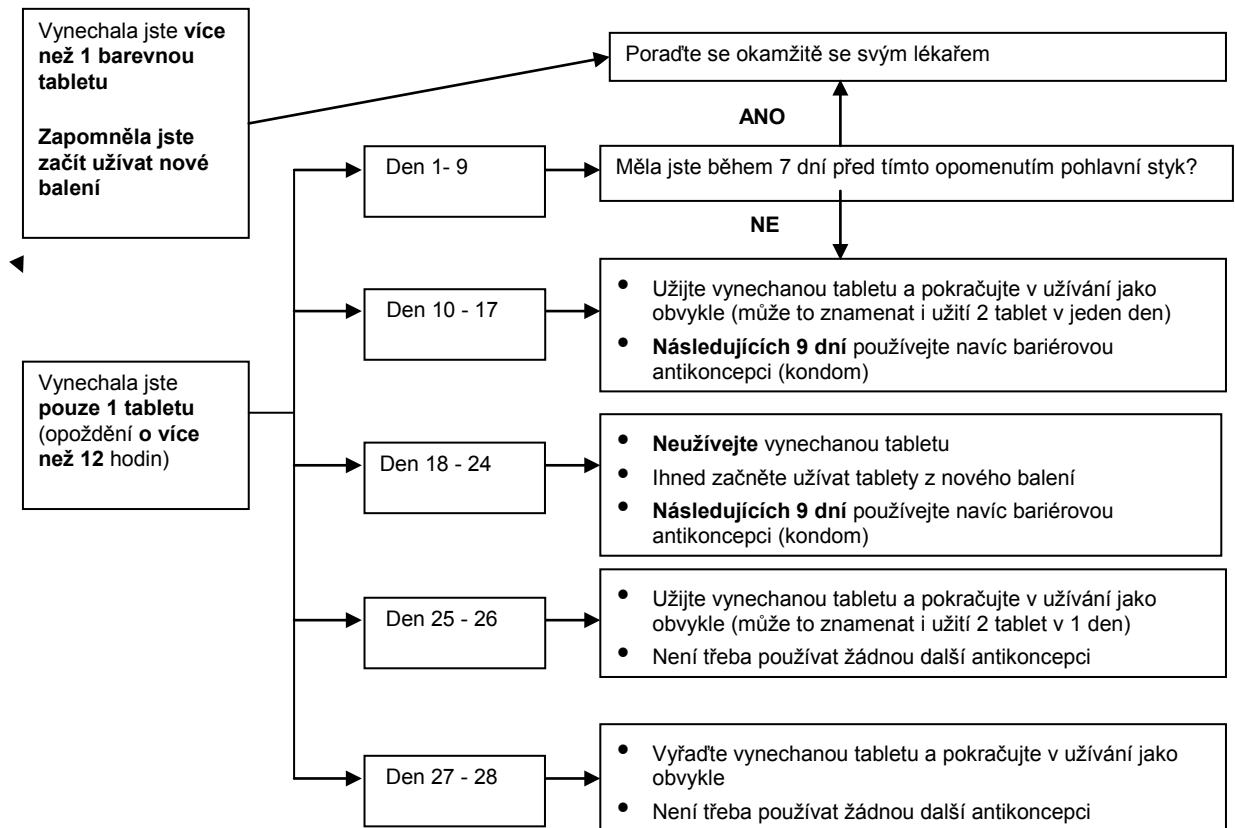 Vynechala jste více
než 1 barevnou
tabletu
Zapomněla jste
začít užívat nové
balení
Poraďte se okamžitě se svým lékařem
ANO
Den 1- 9
Měla jste během 7 dní před tímto opomenutím pohlavní styk?
NE
Den 10 - 17
• Užijte vynechanou tabletu a pokračujte v užívání jako
obvykle (může to znamenat i užití 2 tablet v jeden den)
• Následujících 9 dní používejte navíc bariérovou
antikoncepci (kondom)
Vynechala jste
pouze 1 tabletu
(opoždění o více
než 12 hodin)
Den 18 - 24
• Neužívejte vynechanou tabletu
• Ihned začněte užívat tablety z nového balení
• Následujících 9 dní používejte navíc bariérovou
antikoncepci (kondom)
Den 25 - 26
• Užijte vynechanou tabletu a pokračujte v užívání jako
obvykle (může to znamenat i užití 2 tablet v 1 den)
• Není třeba používat žádnou další antikoncepci
Den 27 - 28
• Vyřaďte vynechanou tabletu a pokračujte v užívání jako
obvykle
• Není třeba používat žádnou další antikoncepci